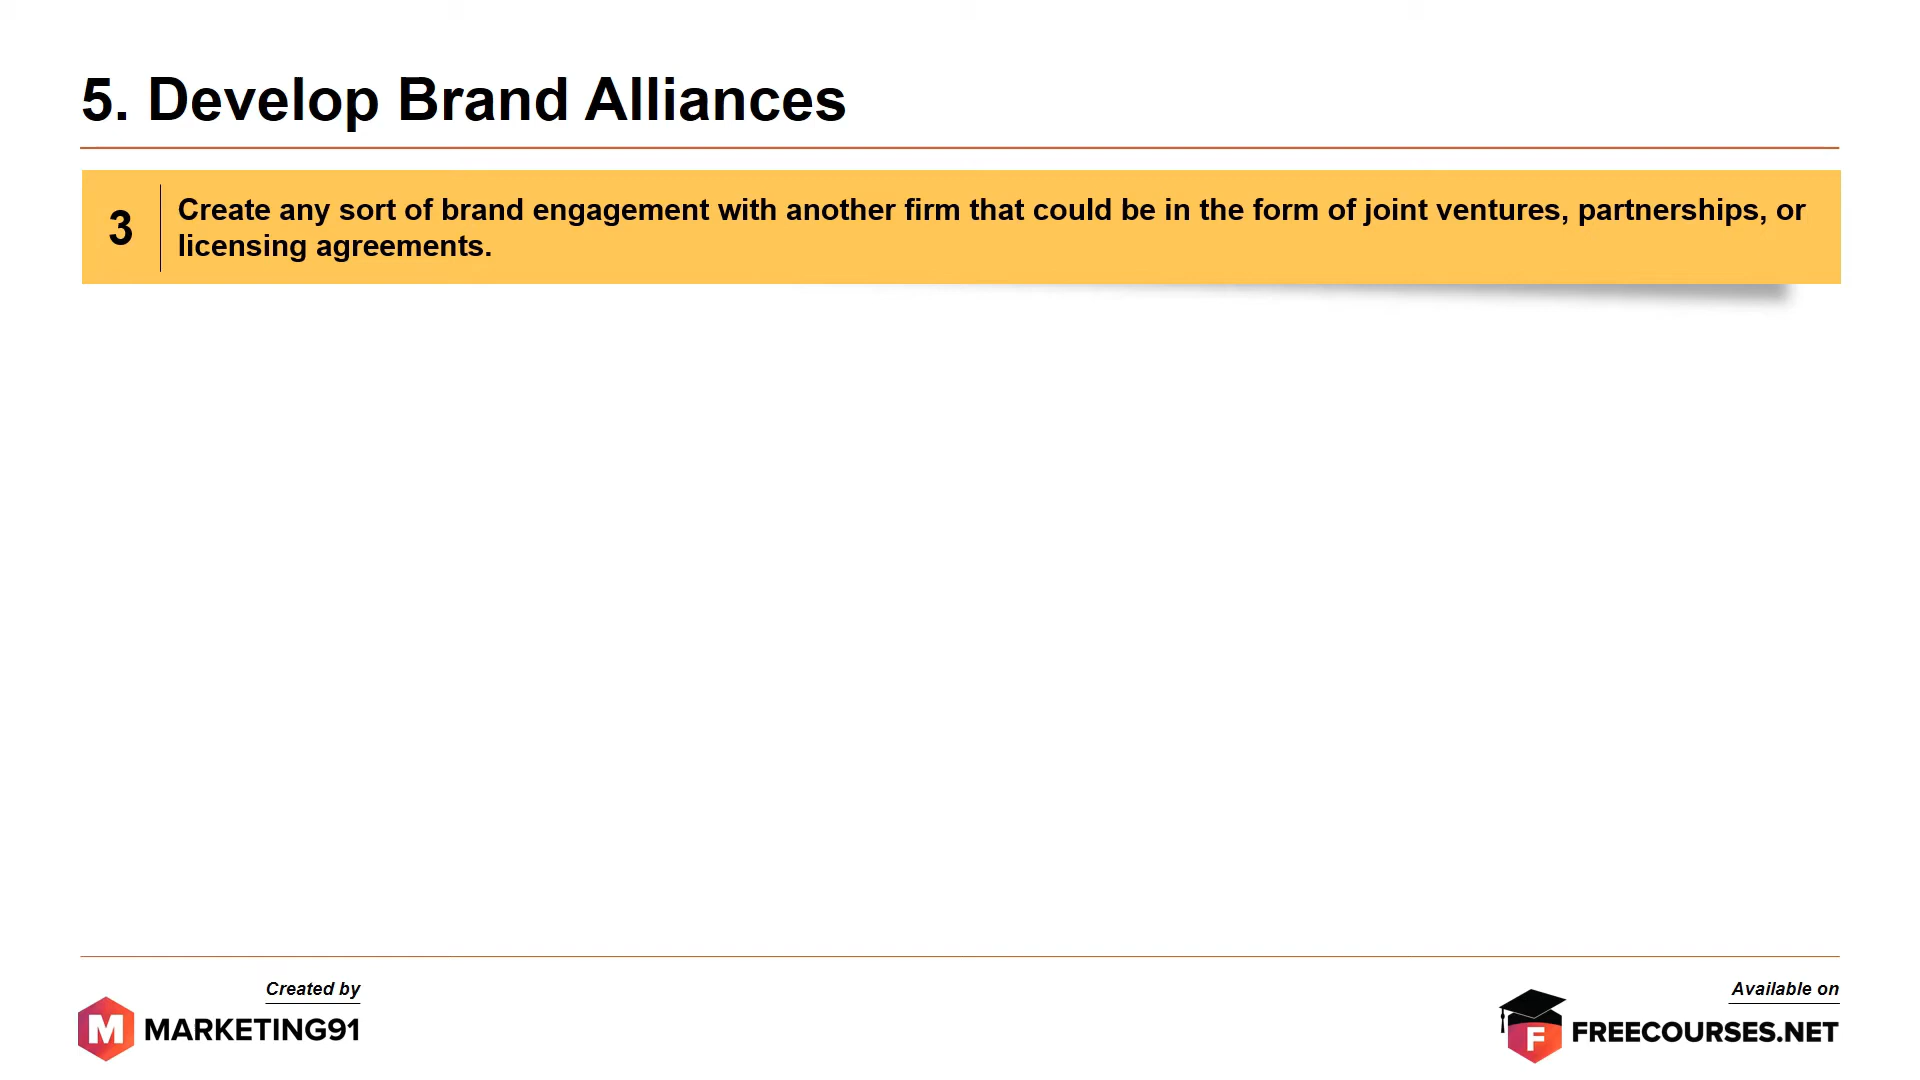 5. Develop Brand Alliances
3
Create any sort of brand engagement with another firm that could be in the form of joint ventures, partnerships, or
licensing agreements.
Created by
M MARKETING91
Available on
F FREECOURSES.NET